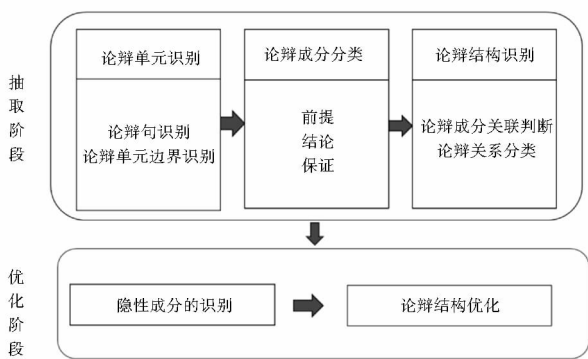 抽取阶段
论辩单元识别
论辩句识别
论辩单元边界识别
论辩成分分类
前提
结论
保证
论辩结构识别
论辩成分关联判断
论辩关系分类
优化阶段
隐性成分的识别
论辩结构优化